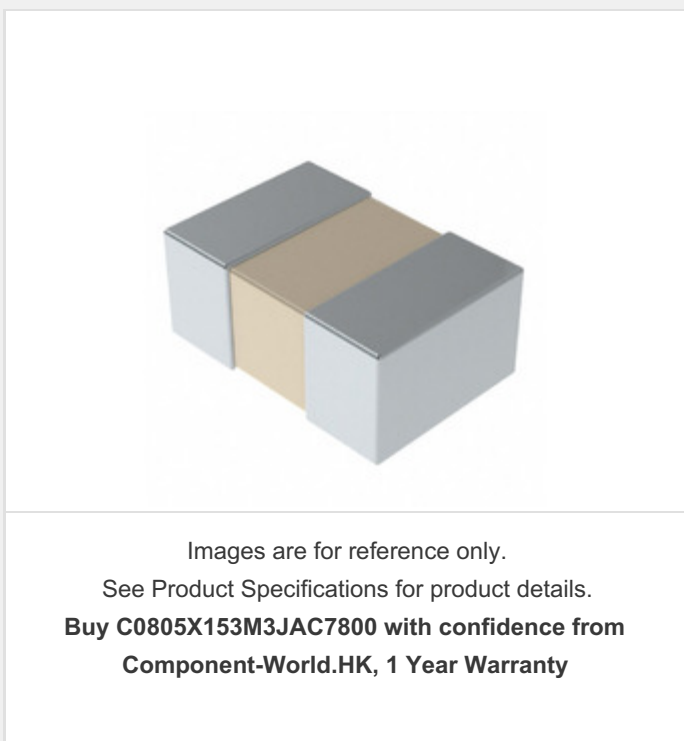 Images are for reference only.
See Product Specifications for product details.
Buy C0805X153M3JAC7800 with confidence from
Component-World.HK, 1 Year Warranty